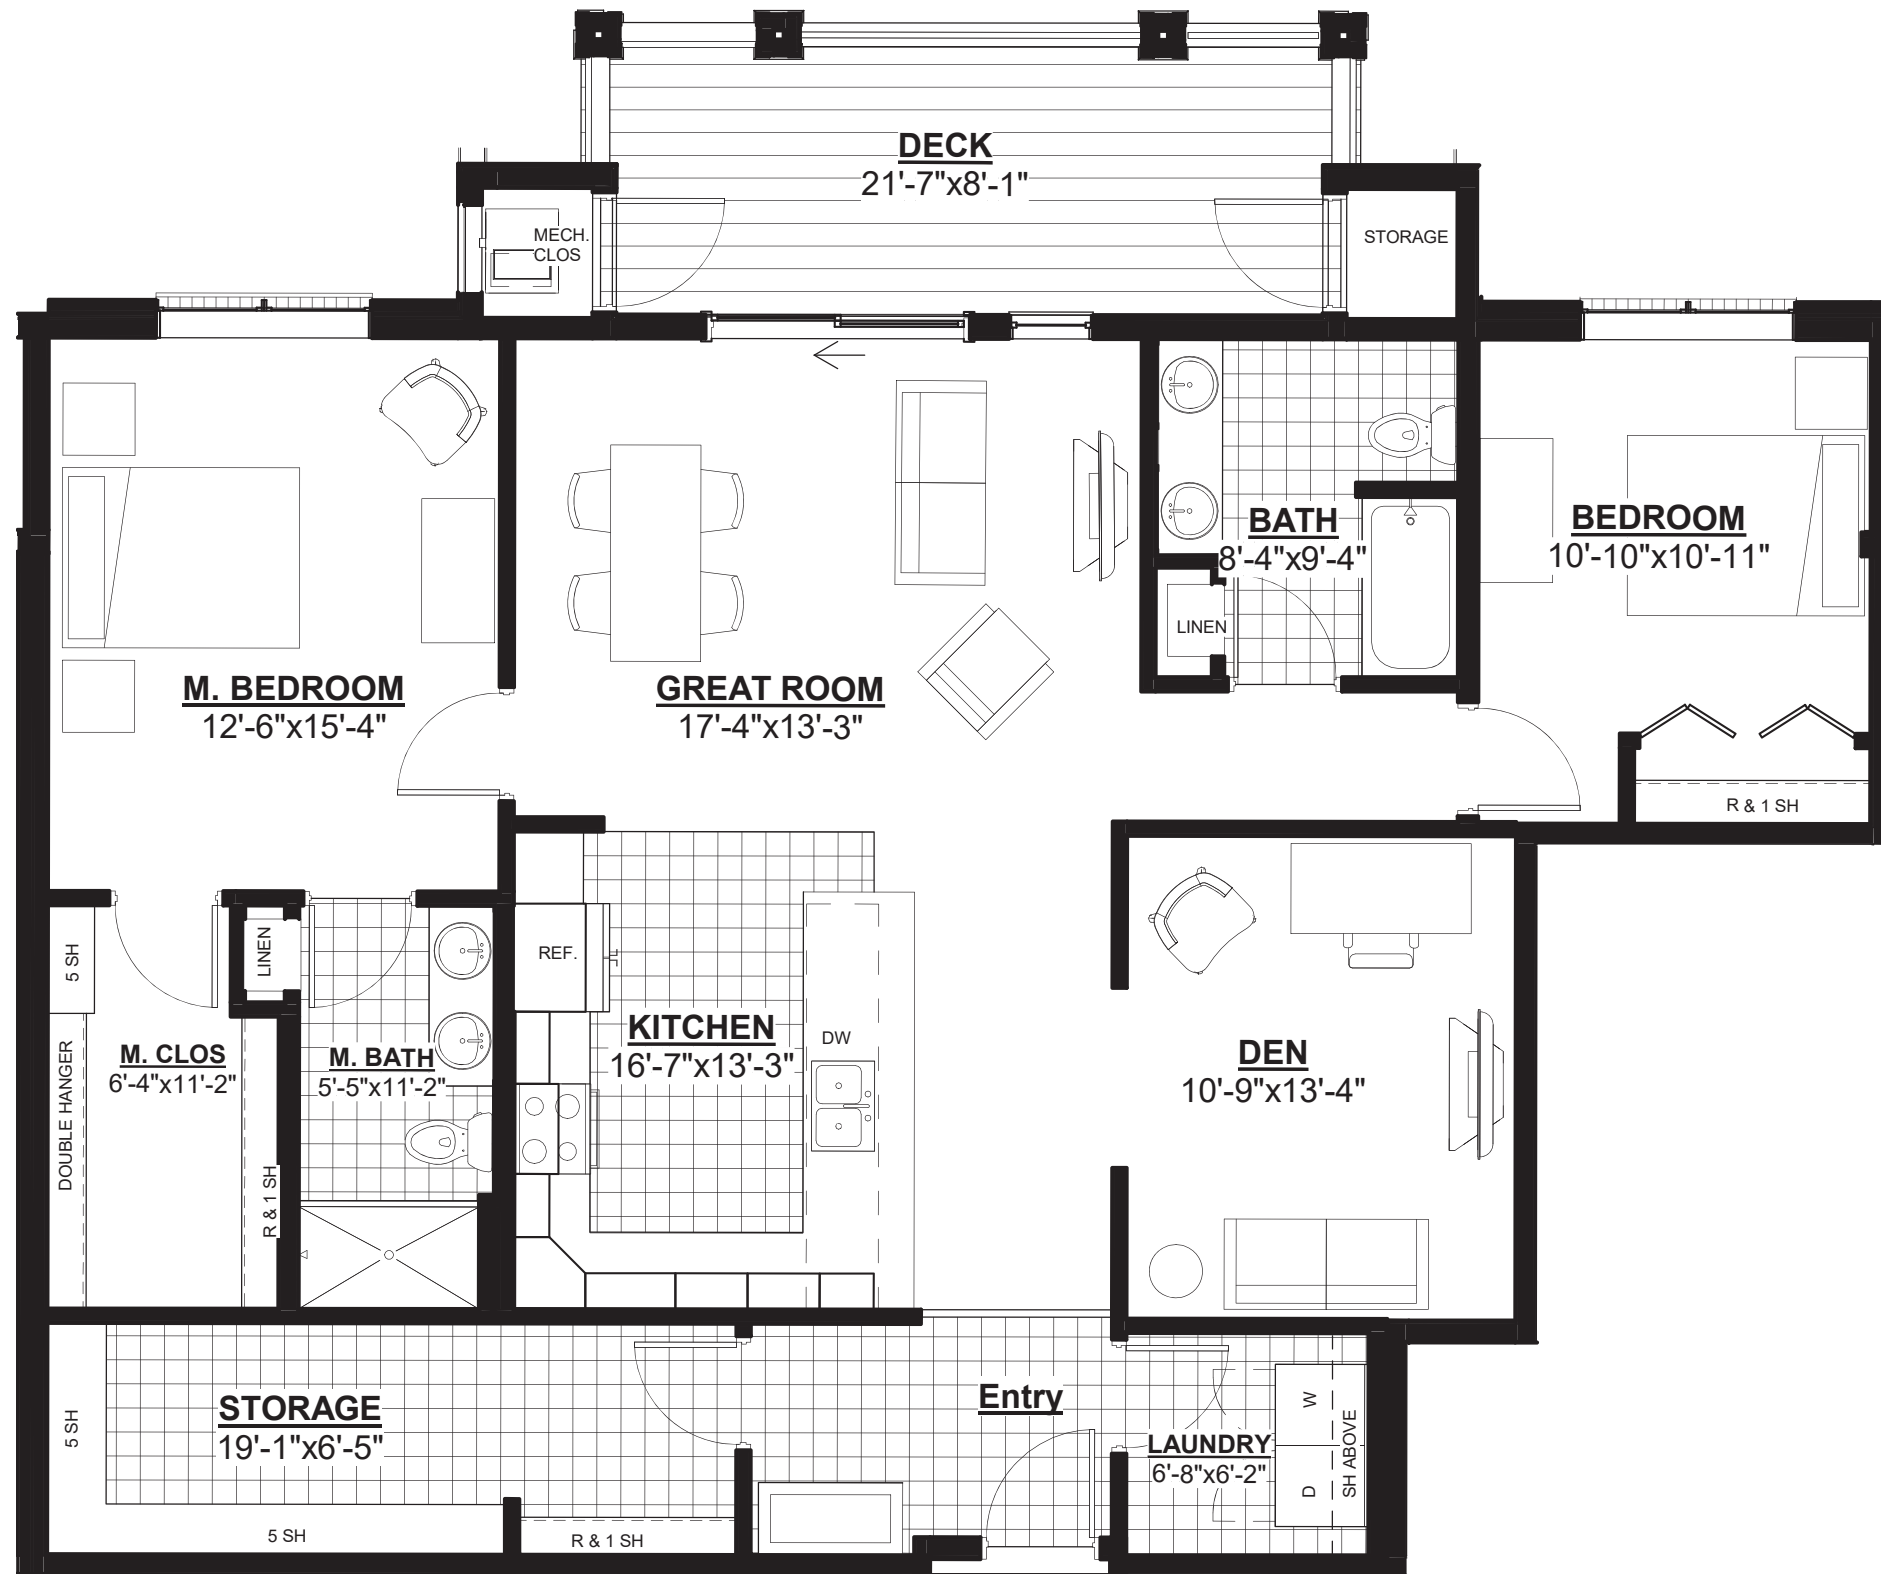 DECK
21'-7"x8'-1"
MECH.
CLOS
STORAGE
BATH
8'-4"x9'-4"
BEDROOM
10'-10"x10'-11"
LINEN
M. BEDROOM
12'-6"x15'-4"
GREAT ROOM
17'-4"x13'-3"
R & 1 SH
5 SH
LINEN
REF.
KITCHEN
16'-7"x13'-3"
DW
M. CLOS
6'-4"x11'-2"
M. BATH
5'-5"x11'-2"
DEN
10'-9"x13'-4"
DOUBLE HANGER
R & 1 SH
STORAGE
19'-1"x6'-5"
5 SH
Entry
LAUNDRY
6'-8"x6'-2"
W
D
SH ABOVE
5 SH
R & 1 SH